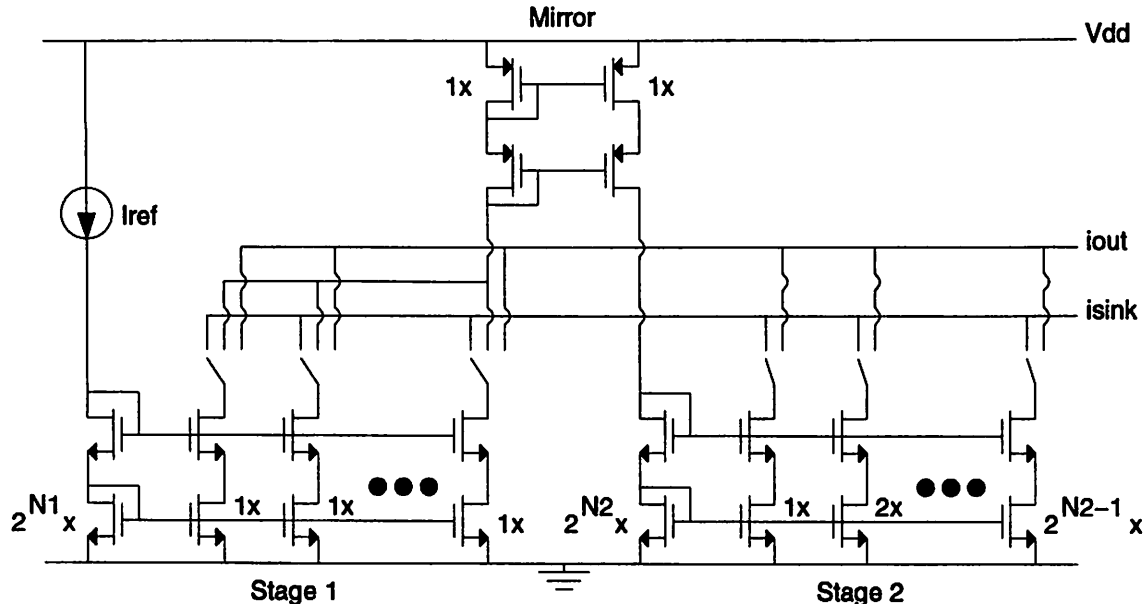 Mirror
Vdd
1x
1x
Iref
iout
isink
2^N1 x
1x
1x
1x
2^N2 x
1x
2x
2^N2-1 x
Stage 1
Stage 2